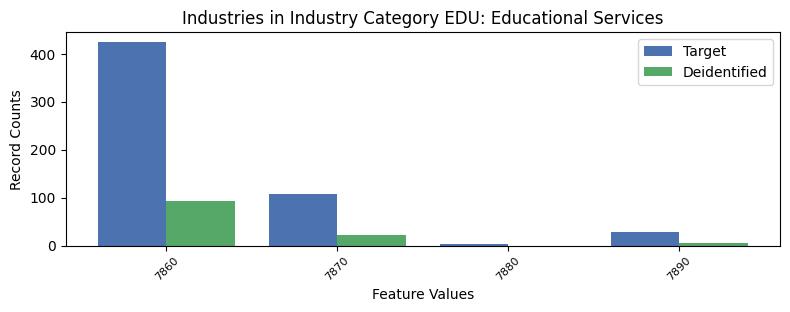 Industries in Industry Category EDU: Educational Services
Target
Deidentified
Record Counts
400
300
200
100
0
7860
7870
7880
7890
Feature Values